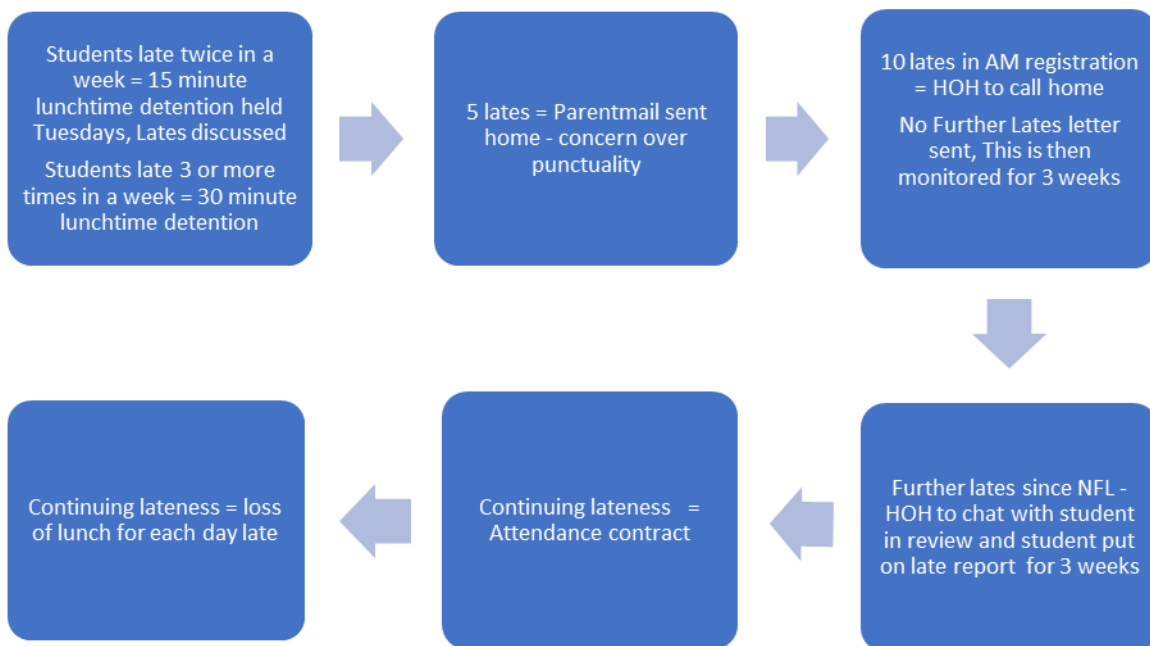 Students late twice in a
week = 15 minute
lunchtime detention held
Tuesdays, Lates discussed
Students late 3 or more
times in a week = 30 minute
lunchtime detention
5 lates = Parentmail sent
home - concern over
punctuality
10 lates in AM registration
= HOH to call home
No Further Lates letter
sent, This is then
monitored for 3 weeks
Further lates since NFL -
HOH to chat with student
in review and student put
on late report for 3 weeks
Continuing lateness =
Attendance contract
Continuing lateness = loss
of lunch for each day late